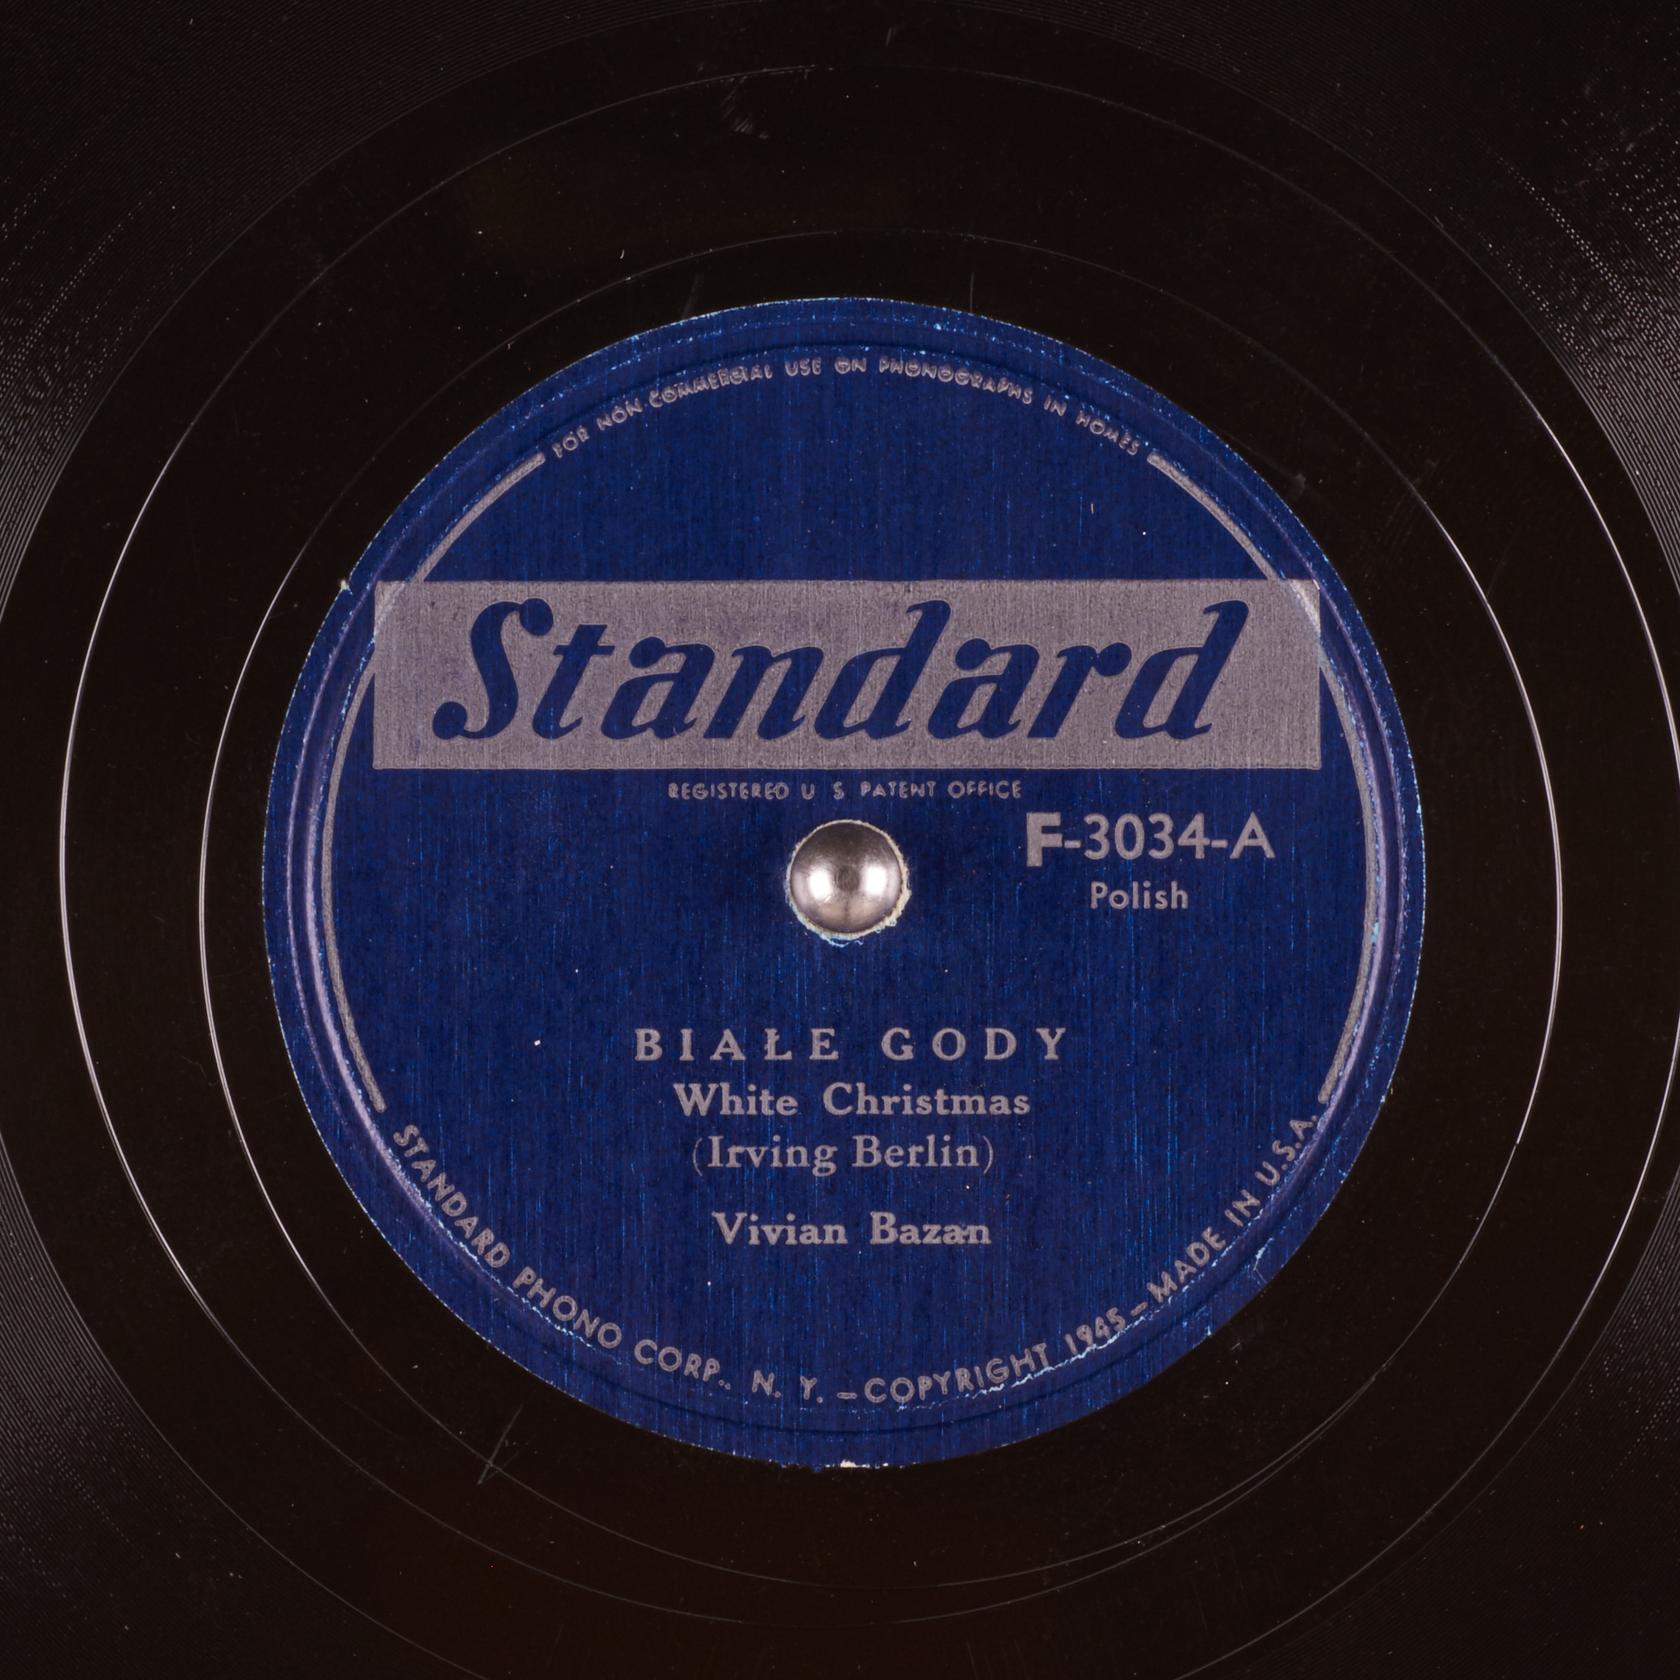 FOR NON-COMMERCIAL USE ON PHONOGRAPHS IN HOMES
Standard
REGISTERED U S PATENT OFFICE
F-3034-A
Polish
BIAŁE GODY
White Christmas
(Irving Berlin)
Vivian Bazan
STANDARD PHONO CORP., N. Y. – COPYRIGHT 1945 – MADE IN U.S.A.